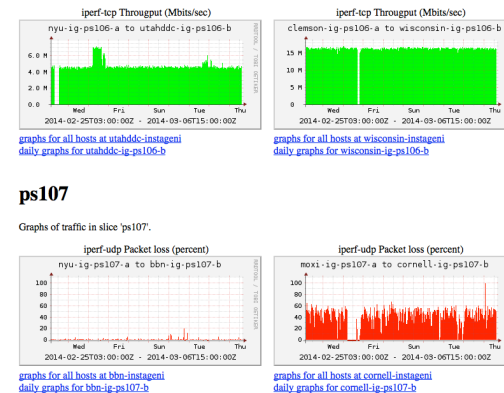 iperf-tcp Througput (Mbits/sec)
iperf-tcp Througput (Mbits/sec)
nyu-ig-ps106-a to utahddc-ig-ps106-b
clemson-ig-ps106-a to wisconsin-ig-ps106-b
6.0 M
4.0 M
2.0 M
0.0
Wed Fri Sun Tue Thu
2014-02-25T03:00:00Z - 2014-03-06T15:00:00Z
RRDTOOL / TOBI OETIKER
15 M
10 M
5 M
0
Wed Fri Sun Tue Thu
2014-02-25T03:00:00Z - 2014-03-06T15:00:00Z
graphs for all hosts at utahddc-instageni
daily graphs for utahddc-ig-ps106-b
graphs for all hosts at wisconsin-instageni
daily graphs for wisconsin-ig-ps106-b
ps107
Graphs of traffic in slice 'ps107'.
iperf-udp Packet loss (percent)
iperf-udp Packet loss (percent)
nyu-ig-ps107-a to bbn-ig-ps107-b
moxi-ig-ps107-a to cornell-ig-ps107-b
100
80
60
40
20
0
Wed Fri Sun Tue Thu
2014-02-25T03:00:00Z - 2014-03-06T15:00:00Z
RRDTOOL / TOBI OETIKER
100
80
60
40
20
0
Wed Fri Sun Tue Thu
2014-02-25T03:00:00Z - 2014-03-06T15:00:00Z
graphs for all hosts at bbn-instageni
daily graphs for bbn-ig-ps107-b
graphs for all hosts at cornell-instageni
daily graphs for cornell-ig-ps107-b